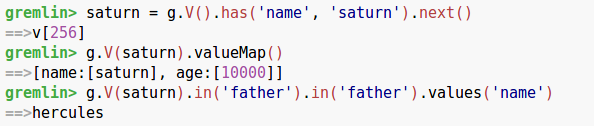 gremlin> saturn = g.V().has('name', 'saturn').next()
==>v[256]
gremlin> g.V(saturn).valueMap()
==>[name:[saturn], age:[10000]]
gremlin> g.V(saturn).in('father').in('father').values('name')
==>hercules